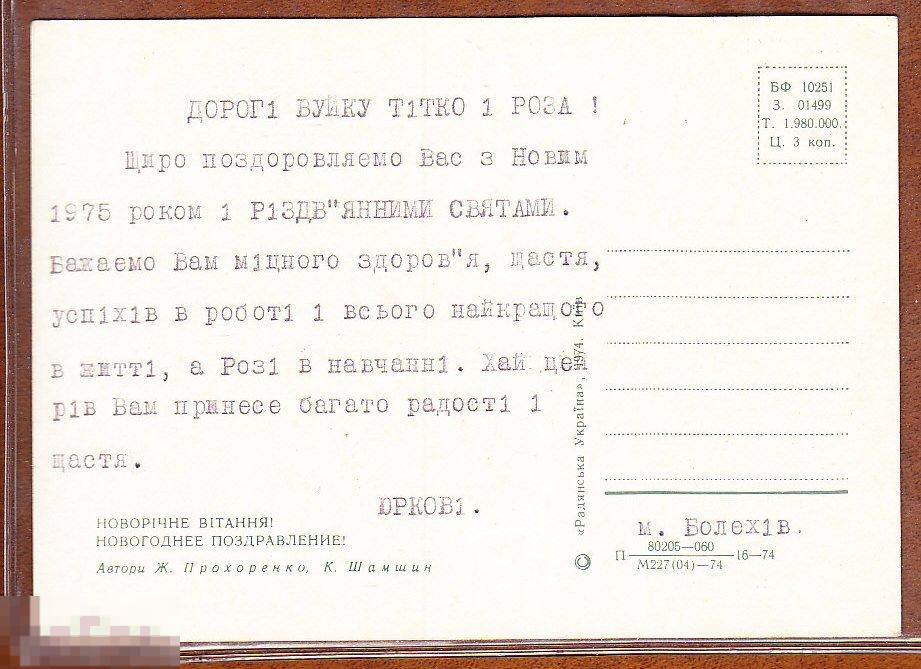 ДОРОГ1 ВУЙКУ Т1ТКО 1 РОЗА !
Щиро поздоровляемо Вас з Новим
1975 роком 1 Р1ЗДВ"ЯННИМИ СВЯТАМИ.
Бажаемо Вам м1цного здоров"я, щастя,
усп1х1в в робот1 1 всього найкращого
в житт1, а Роз1 в навчанн1. Хай цей
р1в Вам принесе багато радост1 1
щастя.
ЮРКОВ1.
НОВОРІЧНЕ ВІТАННЯ!
НОВОГОДНЕЕ ПОЗДРАВЛЕНИЕ!
Автори Ж. Прохоренко, К. Шамшин
© «Радянська Україна», 1974. Київ
БФ 10251
З. 01499
Т. 1.980.000.
Ц. 3 коп.
м. Болех1в.
П 80205—060 16—74
М227(04)—74